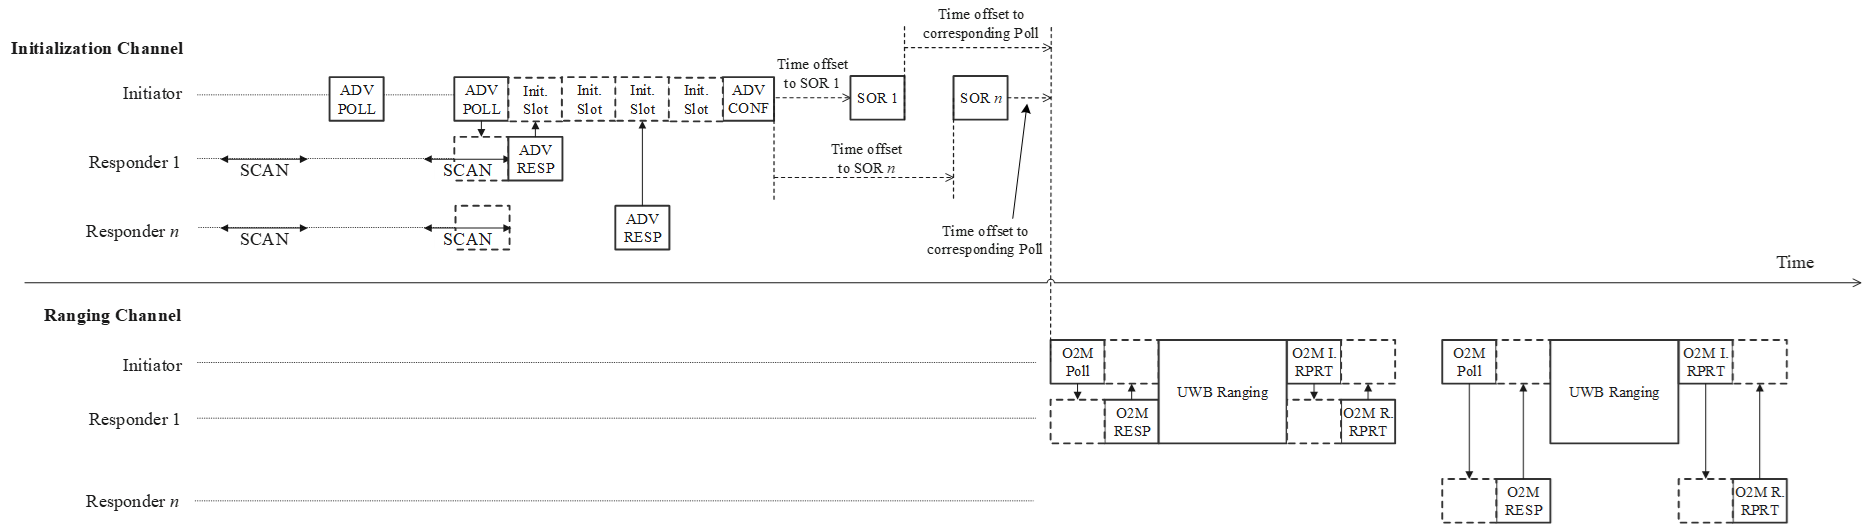 Time offset to
corresponding Poll
Initialization Channel
Time offset
to SOR 1
Initiator
ADV
POLL
ADV
POLL
Init.
Slot
Init.
Slot
Init.
Slot
Init.
Slot
ADV
CONF
SOR 1
SOR n
Responder 1
SCAN
SCAN
ADV
RESP
Time offset
to SOR n
Responder n
SCAN
SCAN
ADV
RESP
Time offset to
corresponding Poll
Time
Ranging Channel
Initiator
O2M
Poll
UWB Ranging
O2M I.
RPRT
O2M
Poll
UWB Ranging
O2M I.
RPRT
Responder 1
O2M
RESP
O2M R.
RPRT
Responder n
O2M
RESP
O2M R.
RPRT